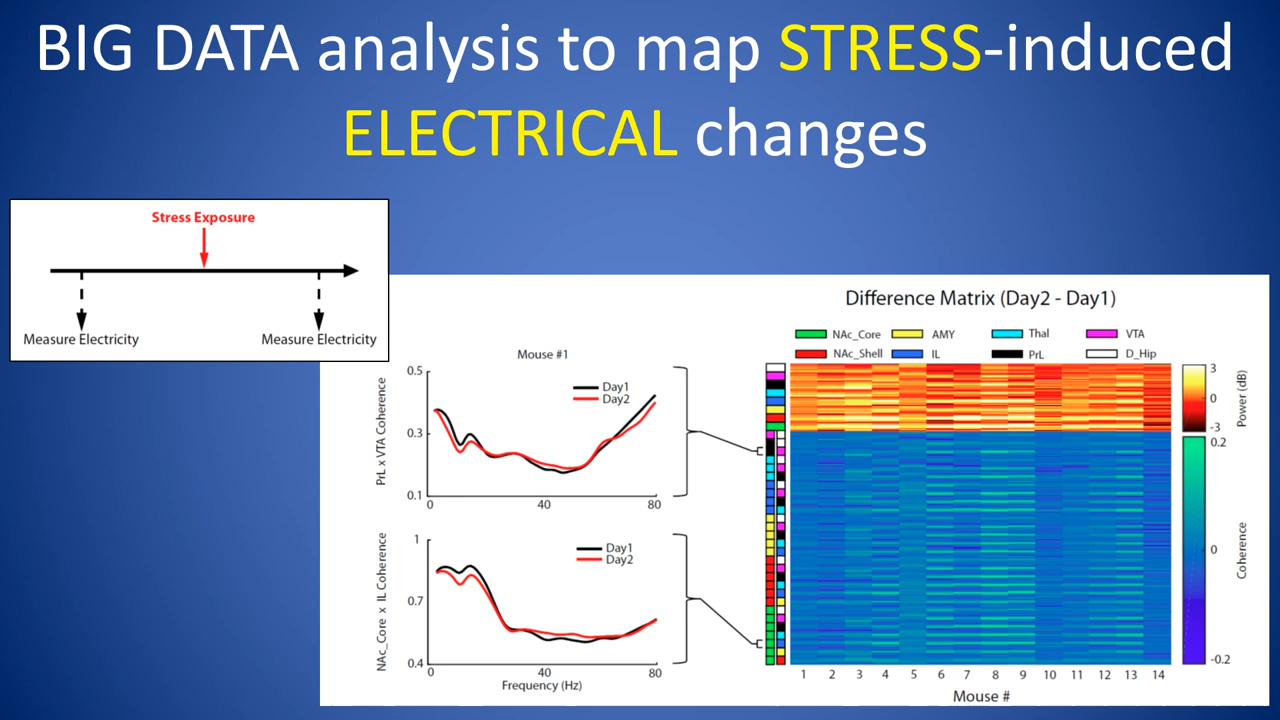 BIG DATA analysis to map STRESS-induced
ELECTRICAL changes
Stress Exposure
Measure Electricity
Measure Electricity
Mouse #1
PrL x VTA Coherence
0.5
0.3
0.1
Day1
Day2
0
40
80
NAc_Core x IL Coherence
1
0.7
0.4
Day1
Day2
0
40
80
Frequency (Hz)
Difference Matrix (Day2 - Day1)
NAc_Core
AMY
Thal
VTA
NAc_Shell
IL
PrL
D_Hip
3
0
-3
Power (dB)
0.2
0
-0.2
Coherence
1 2 3 4 5 6 7 8 9 10 11 12 13 14
Mouse #